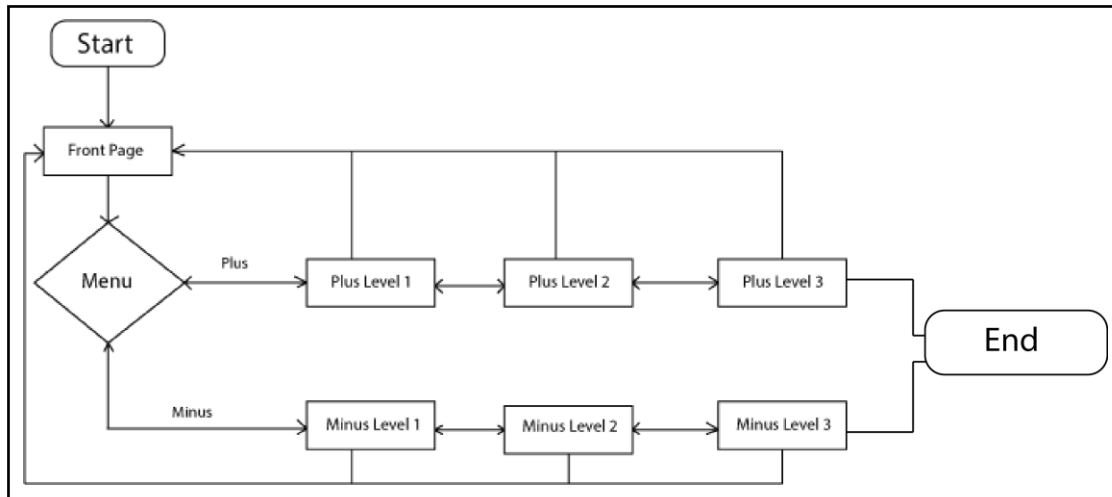 Start
Front Page
Menu
Plus
Plus Level 1
Plus Level 2
Plus Level 3
End
Minus
Minus Level 1
Minus Level 2
Minus Level 3